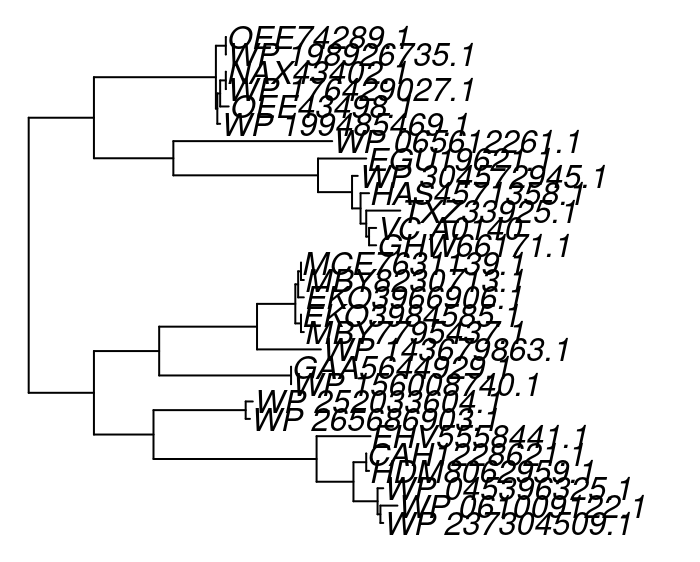 OEE74289.1
WP 198926735.1
NAX43402.1
WP 176429027.1
OEE43498.1
WP 199485469.1
WP 065612261.1
EGU19621.1
WP 304572945.1
HAS4571358.1
TXZ33925.1
VC A0140
GHW66171.1
MCE7631139.1
MBY8230713.1
EKO3966906.1
EKO3984585.1
MBY7795437.1
WP 143679863.1
GAA5644929.1
WP 156008740.1
WP 252033604.1
WP 265686903.1
EHV5558441.1
CAH1228621.1
HDM8062959.1
WP 045396325.1
WP 061009122.1
WP 237304509.1